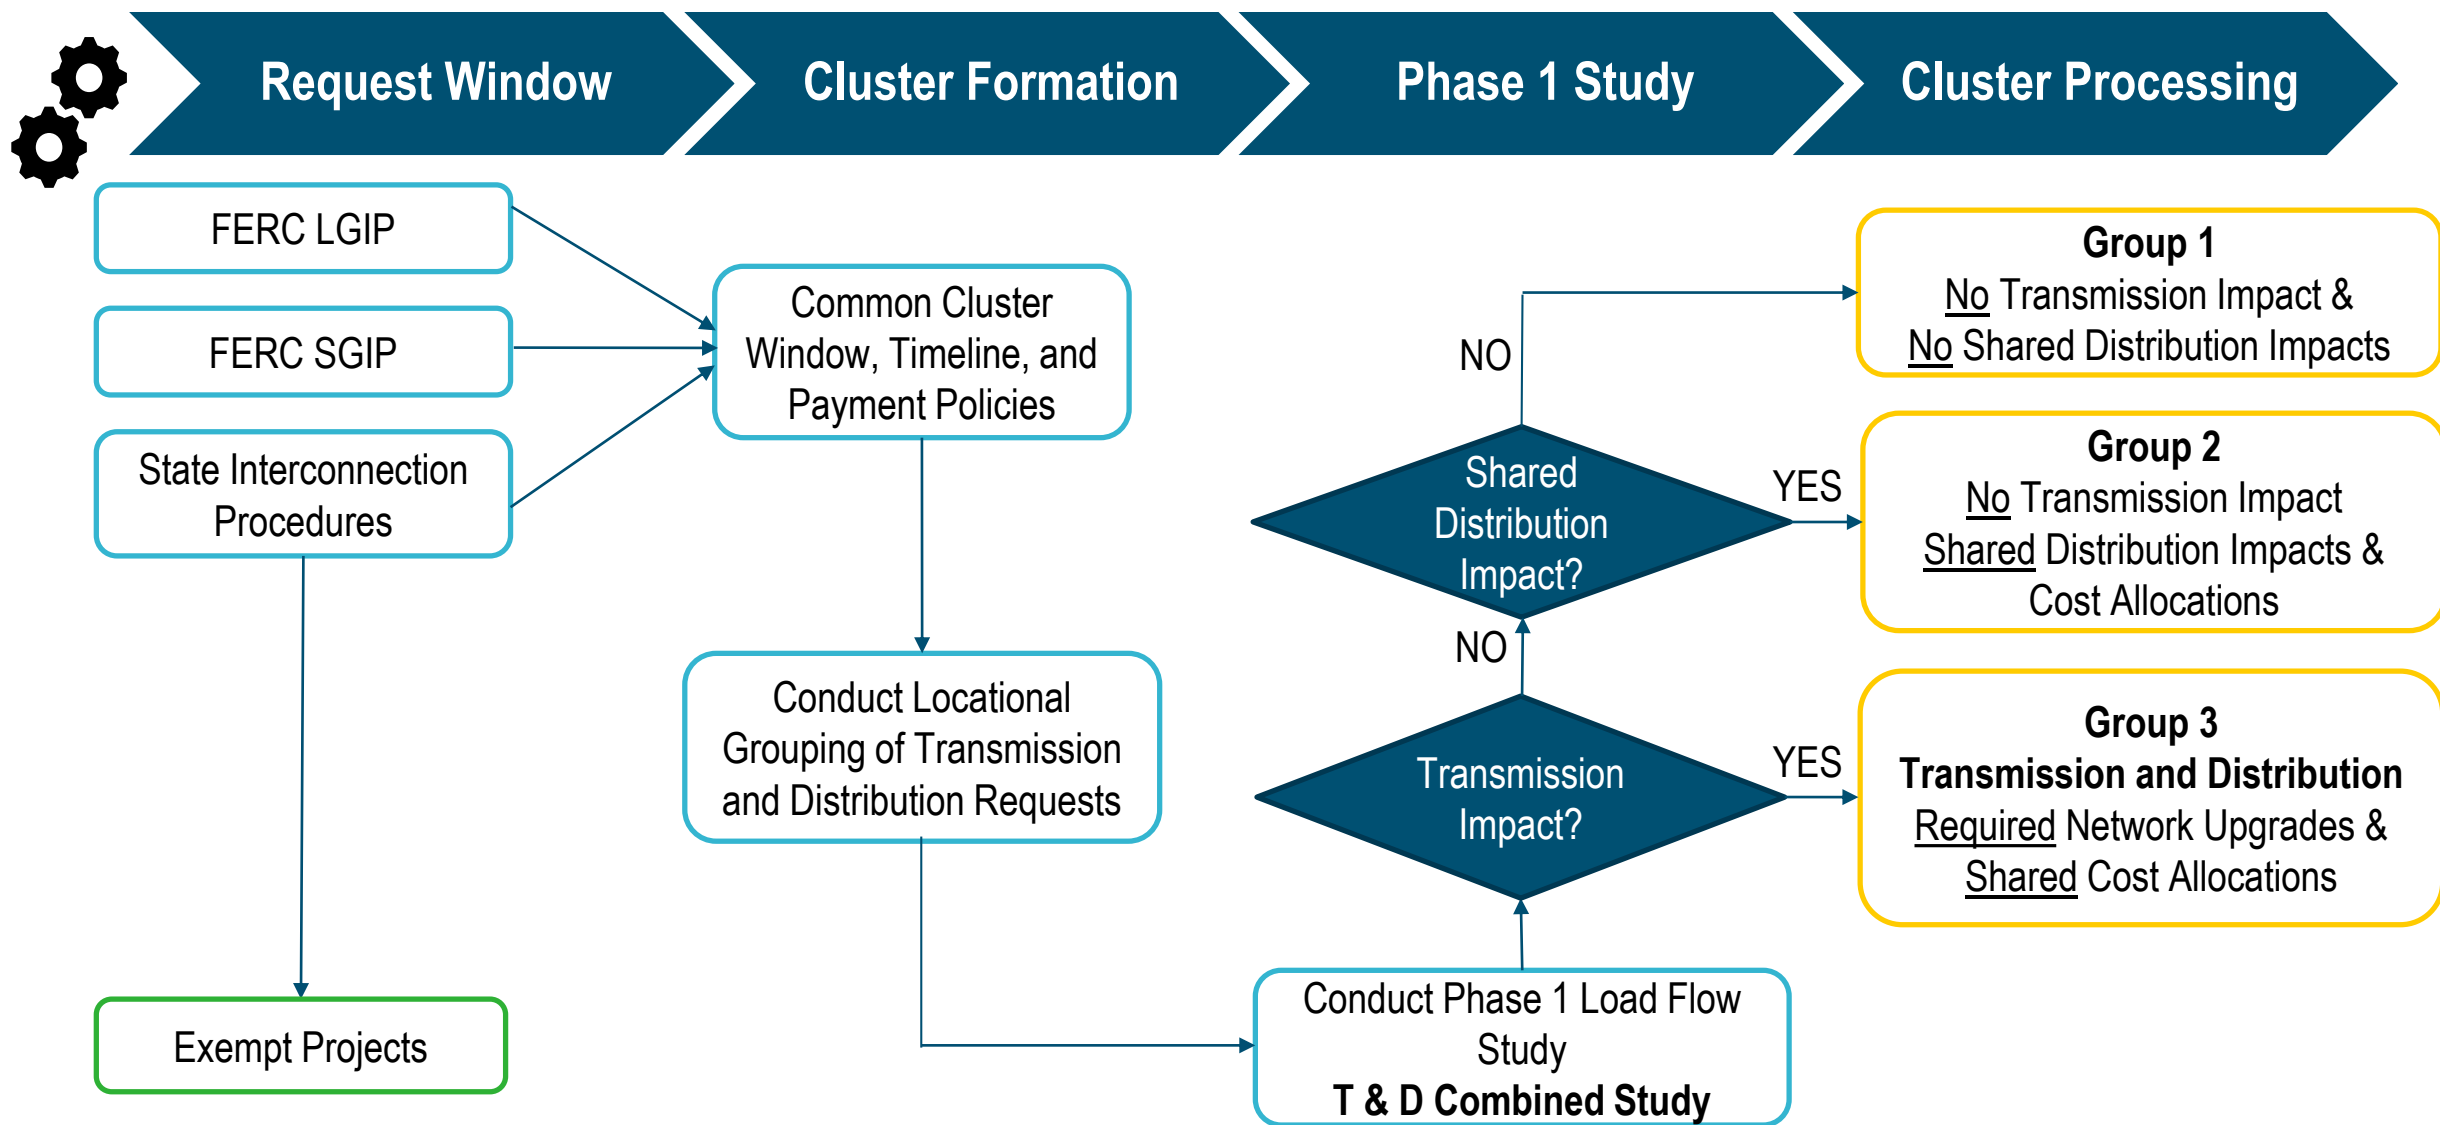 Request Window
Cluster Formation
Phase 1 Study
Cluster Processing
FERC LGIP
FERC SGIP
State Interconnection
Procedures
Exempt Projects
Common Cluster
Window, Timeline, and
Payment Policies
Conduct Locational
Grouping of Transmission
and Distribution Requests
NO
Shared
Distribution
Impact?
YES
NO
Transmission
Impact?
YES
Conduct Phase 1 Load Flow
Study
T & D Combined Study
Group 1
No Transmission Impact &
No Shared Distribution Impacts
Group 2
No Transmission Impact
Shared Distribution Impacts &
Cost Allocations
Group 3
Transmission and Distribution
Required Network Upgrades &
Shared Cost Allocations